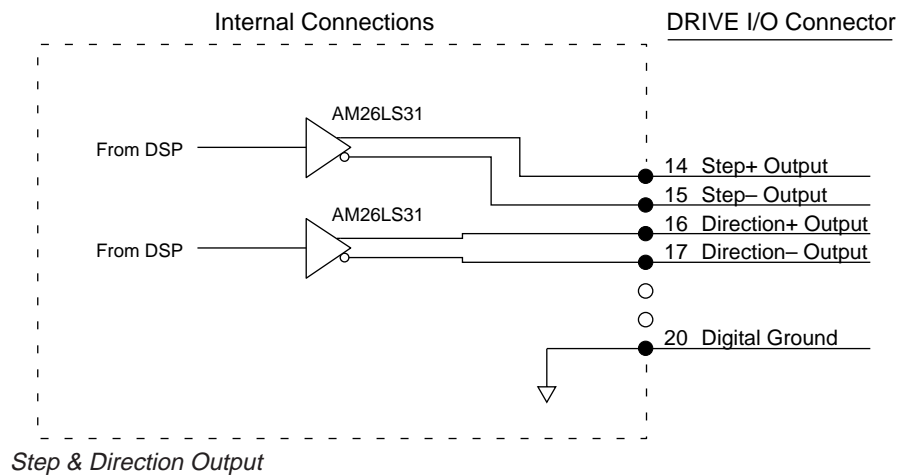 Internal Connections
DRIVE I/O Connector
AM26LS31
From DSP
14 Step+ Output
15 Step– Output
AM26LS31
16 Direction+ Output
From DSP
17 Direction– Output
20 Digital Ground
Step & Direction Output